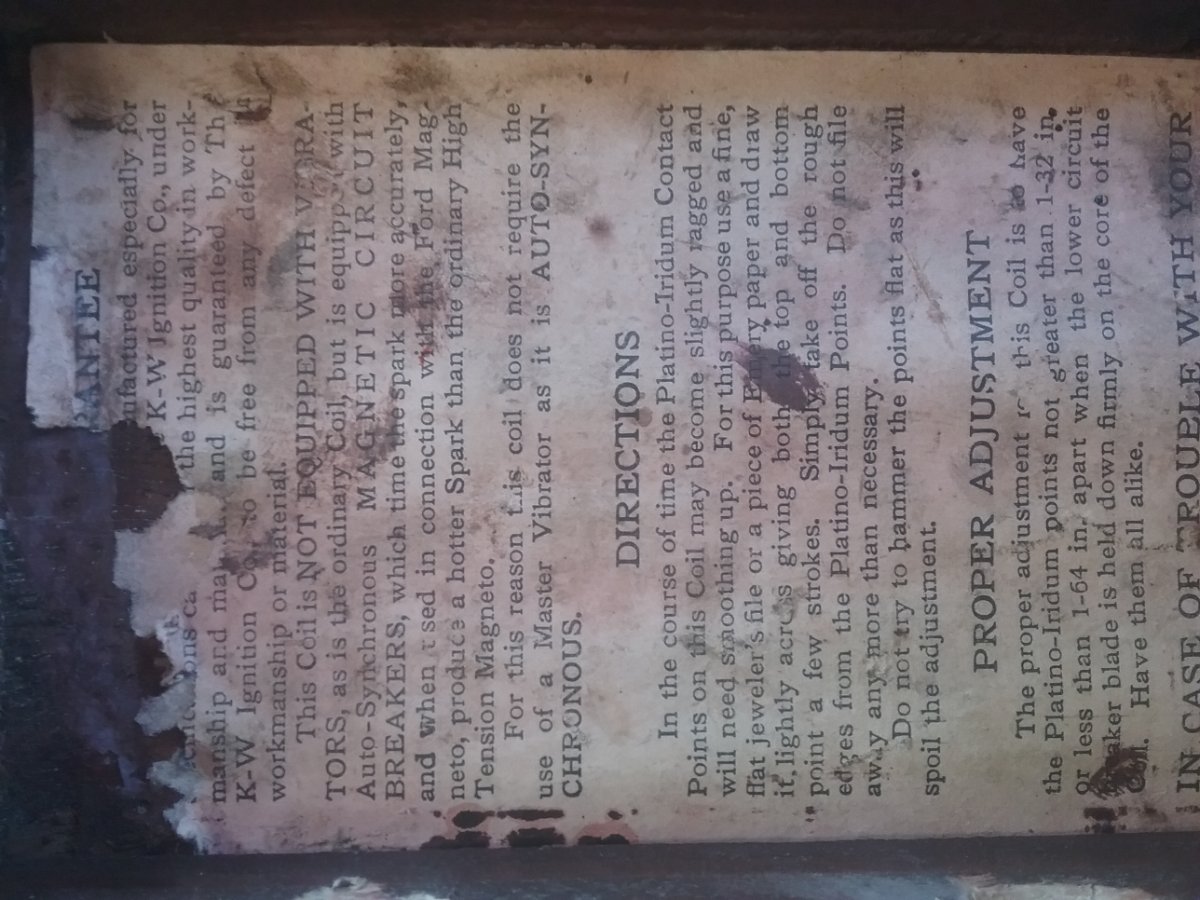 RANTEE
nufactured especially for
K-W Ignition Co., under
the highest quality in work-
manship and and is guaranteed by The
K-W Ignition Co. to be free from any defect in
workmanship or material.
This Coil is NOT EQUIPPED WITH VIBRA-
TORS, as is the ordinary Coil, but is equipped with
Auto-Synchronous MAGNETIC CIRCUIT
BREAKERS, which time the spark more accurately,
and when used in connection with the Ford Mag-
neto, produce a hotter Spark than the ordinary High
Tension Magneto.
For this reason this coil does not require the
use of a Master Vibrator as it is AUTO-SYN-
CHRONOUS.
DIRECTIONS
In the course of time the Platino-Iridum Contact
Points on this Coil may become slightly ragged and
will need smoothing up. For this purpose use a fine,
flat jeweler's file or a piece of Emery paper and draw
it lightly across giving both the top and bottom
point a few strokes. Simply take off the rough
edges from the Platino-Iridum Points. Do not file
away any more than necessary.
Do not try to hammer the points flat as this will
spoil the adjustment.
PROPER ADJUSTMENT
The proper adjustment this Coil is to have
the Platino-Iridum points not greater than 1-32 in.
or less than 1-64 in. apart when the lower circuit
breaker blade is held down firmly on the core of the
Coil. Have them all alike.
IN CASE OF TROUBLE WITH YOUR